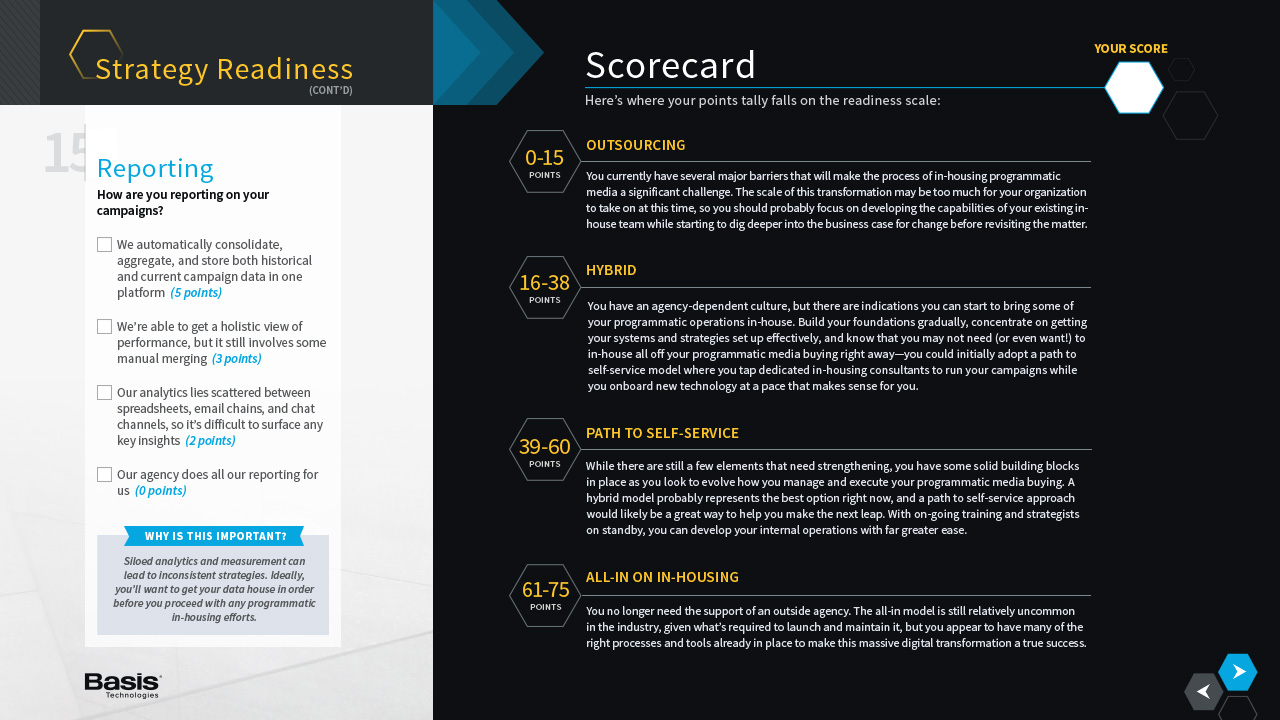 Strategy Readiness
(CONT'D)
15
Reporting
How are you reporting on your
campaigns?
We automatically consolidate,
aggregate, and store both historical
and current campaign data in one
platform (5 points)
We're able to get a holistic view of
performance, but it still involves some
manual merging (3 points)
Our analytics lies scattered between
spreadsheets, email chains, and chat
channels, so it's difficult to surface any
key insights (2 points)
Our agency does all our reporting for
us (0 points)
WHY IS THIS IMPORTANT?
Siloed analytics and measurement can
lead to inconsistent strategies. Ideally,
you'll want to get your data house in order
before you proceed with any programmatic
in-housing efforts.
Basis
Technologies
Scorecard
YOUR SCORE
Here's where your points tally falls on the readiness scale:
0-15
POINTS
OUTSOURCING
You currently have several major barriers that will make the process of in-housing programmatic
media a significant challenge. The scale of this transformation may be too much for your organization
to take on at this time, so you should probably focus on developing the capabilities of your existing in-
house team while starting to dig deeper into the business case for change before revisiting the matter.
16-38
POINTS
HYBRID
You have an agency-dependent culture, but there are indications you can start to bring some of
your programmatic operations in-house. Build your foundations gradually, concentrate on getting
your systems and strategies set up effectively, and know that you may not need (or even want!) to
in-house all off your programmatic media buying right away—you could initially adopt a path to
self-service model where you tap dedicated in-housing consultants to run your campaigns while
you onboard new technology at a pace that makes sense for you.
39-60
POINTS
PATH TO SELF-SERVICE
While there are still a few elements that need strengthening, you have some solid building blocks
in place as you look to evolve how you manage and execute your programmatic media buying. A
hybrid model probably represents the best option right now, and a path to self-service approach
would likely be a great way to help you make the next leap. With on-going training and strategists
on standby, you can develop your internal operations with far greater ease.
61-75
POINTS
ALL-IN ON IN-HOUSING
You no longer need the support of an outside agency. The all-in model is still relatively uncommon
in the industry, given what's required to launch and maintain it, but you appear to have many of the
right processes and tools already in place to make this massive digital transformation a true success.